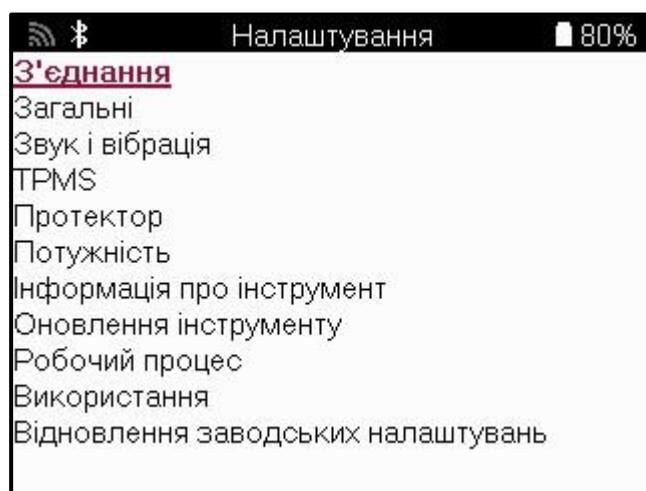 Налаштування 80%
З'єднання
Загальні
Звук і вібрація
TPMS
Протектор
Потужність
Інформація про інструмент
Оновлення інструменту
Робочий процес
Використання
Відновлення заводських налаштувань